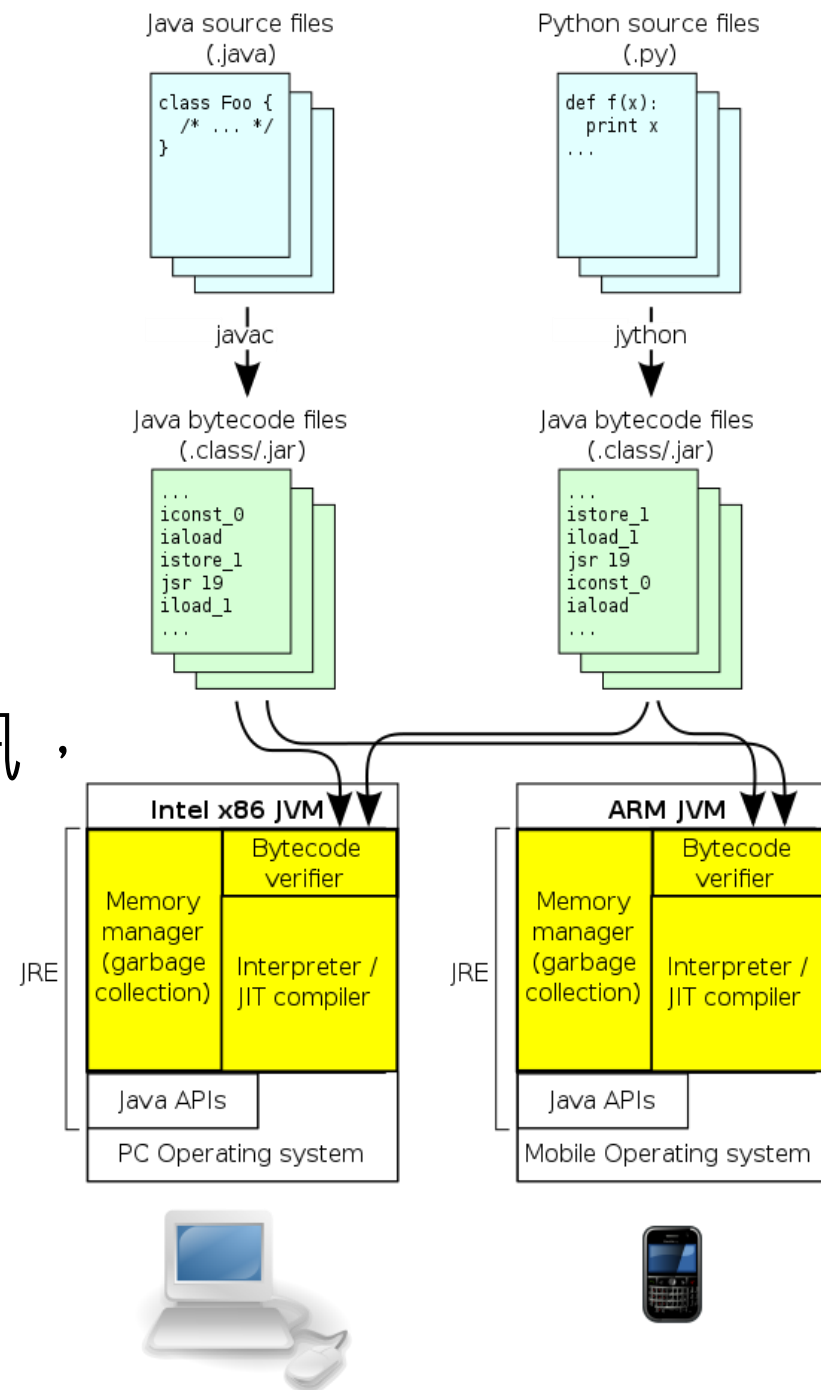 Java source files
(.java)
class Foo {
/* ... */
}
Python source files
(.py)
def f(x):
print x
...
javac
jython
Java bytecode files
(.class/.jar)
...
iconst_0
iaload
istore_1
jsr 19
iload_1
...
Java bytecode files
(.class/.jar)
...
istore_1
iload_1
jsr 19
iconst_0
iaload
...
，
Intel x86 JVM
JRE
Memory
manager
(garbage
collection)
Bytecode
verifier
Interpreter /
JIT compiler
Java APIs
PC Operating system
ARM JVM
JRE
Memory
manager
(garbage
collection)
Bytecode
verifier
Interpreter /
JIT compiler
Java APIs
Mobile Operating system